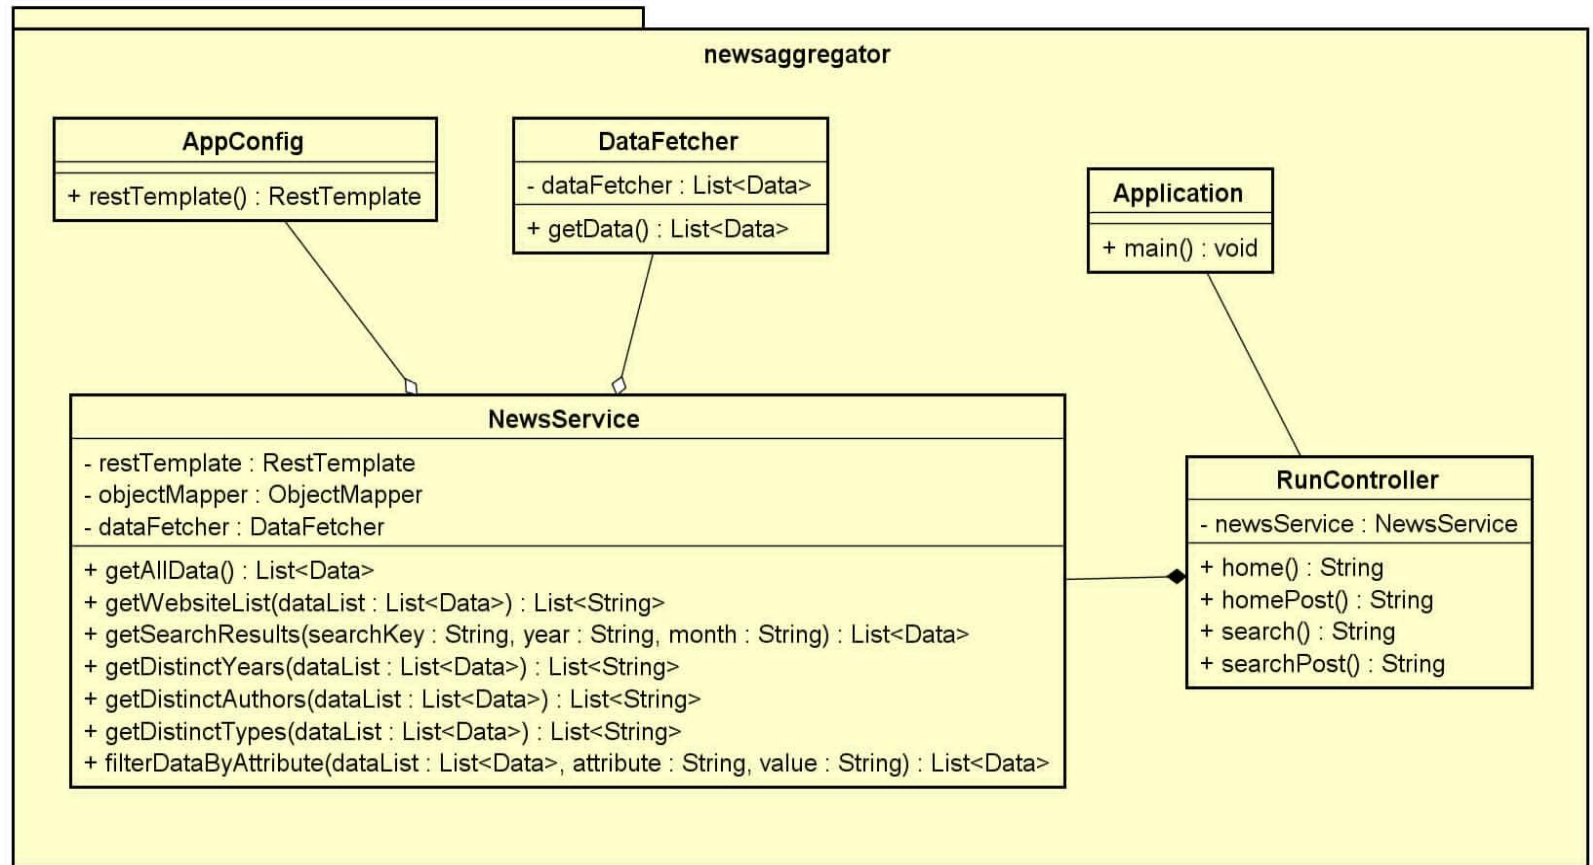 newsaggregator
AppConfig
+ restTemplate() : RestTemplate
DataFetcher
- dataFetcher : List<Data>
+ getData() : List<Data>
Application
+ main() : void
NewsService
- restTemplate : RestTemplate
- objectMapper : ObjectMapper
- dataFetcher : DataFetcher
+ getAllData() : List<Data>
+ getWebsiteList(dataList : List<Data>) : List<String>
+ getSearchResults(searchKey : String, year : String, month : String) : List<Data>
+ getDistinctYears(dataList : List<Data>) : List<String>
+ getDistinctAuthors(dataList : List<Data>) : List<String>
+ getDistinctTypes(dataList : List<Data>) : List<String>
+ filterDataByAttribute(dataList : List<Data>, attribute : String, value : String) : List<Data>
RunController
- newsService : NewsService
+ home() : String
+ homePost() : String
+ search() : String
+ searchPost() : String